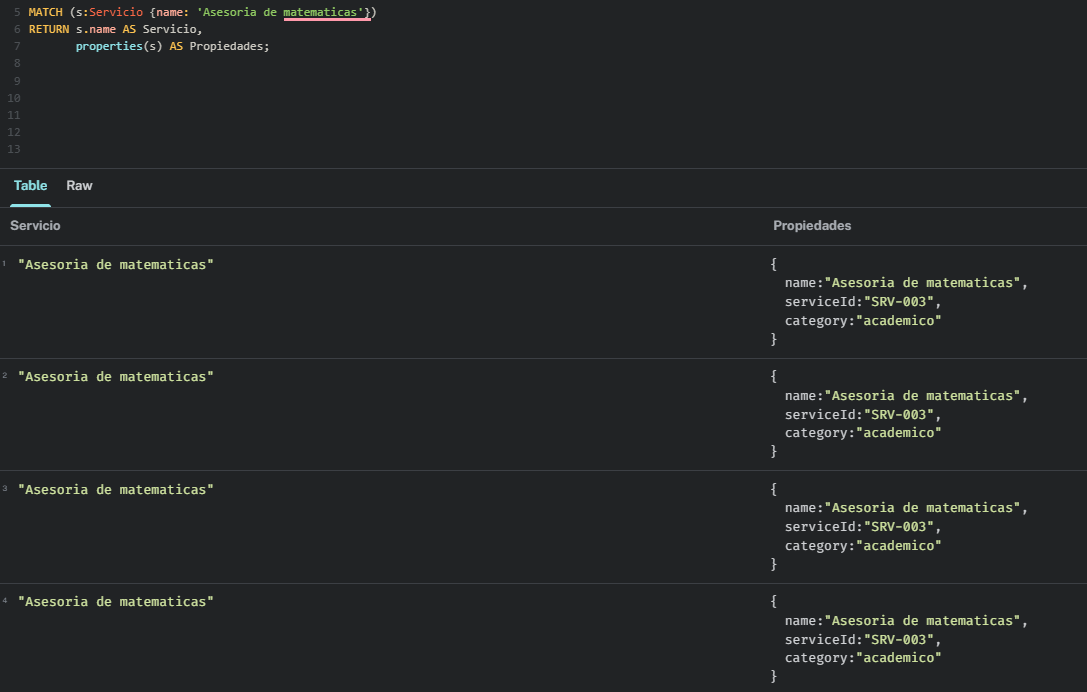 5 MATCH (s:Servicio {name: 'Asesoria de matematicas'})
6 RETURN s.name AS Servicio,
7 properties(s) AS Propiedades;
8
9
10
11
12
13
Table Raw
Servicio Propiedades
1 "Asesoria de matematicas" {
name:"Asesoria de matematicas",
serviceId:"SRV-003",
category:"academico"
}
2 "Asesoria de matematicas" {
name:"Asesoria de matematicas",
serviceId:"SRV-003",
category:"academico"
}
3 "Asesoria de matematicas" {
name:"Asesoria de matematicas",
serviceId:"SRV-003",
category:"academico"
}
4 "Asesoria de matematicas" {
name:"Asesoria de matematicas",
serviceId:"SRV-003",
category:"academico"
}